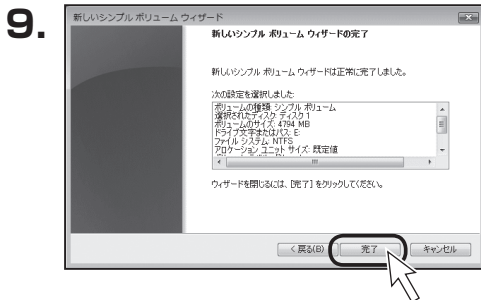 9.
新しいシンプル ボリューム ウィザード
新しいシンプル ボリューム ウィザードの完了
新しいシンプル ボリューム ウィザードは正常に完了しました。
次の設定を選択しました:
ボリュームの種類: シンプル ボリューム
選択されたディスク: ディスク 1
ボリュームのサイズ: 4794 MB
ドライブ文字またはパス: E:
ファイル システム: NTFS
アロケーション ユニット サイズ: 既定値
ウィザードを閉じるには、[完了] をクリックしてください。
< 戻る(B)
完了
キャンセル